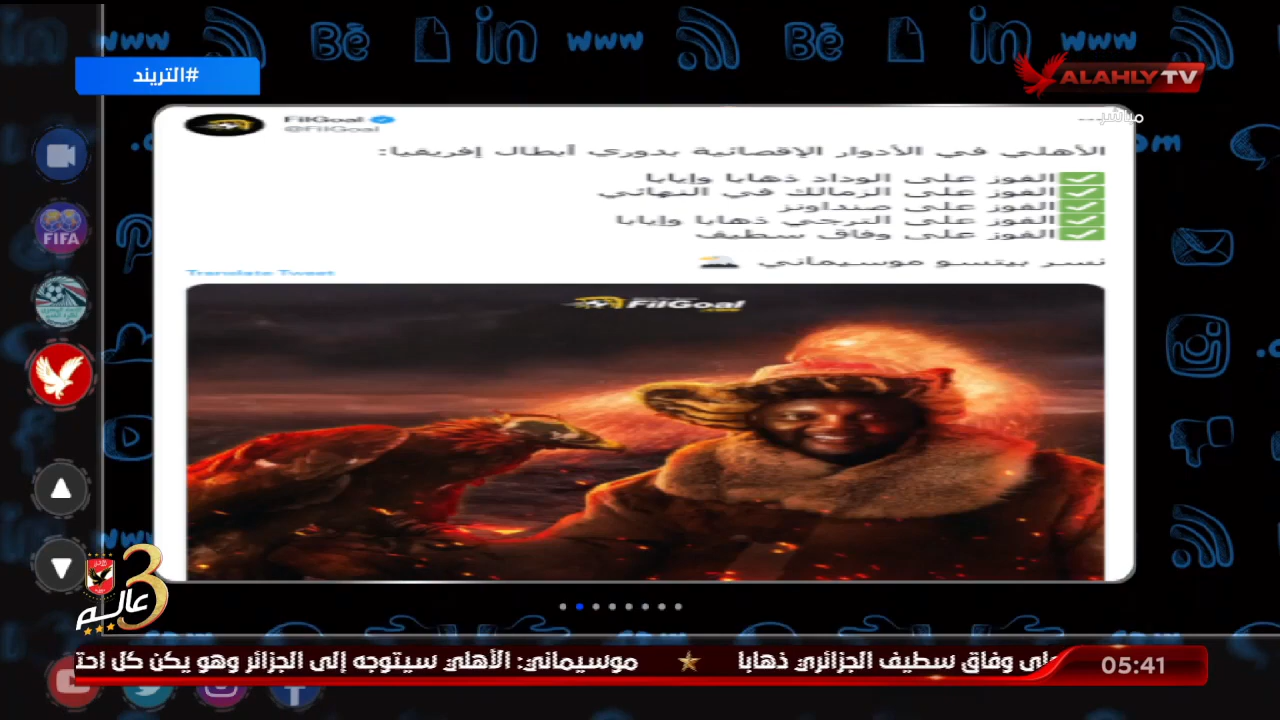 #التريند
ALAHLY TV
مباشر
FilGoal
@FilGoal
الأهلي في الأدوار الإقصائية بدوري أبطال إفريقيا:
✅الفوز على الوداد ذهابا وإيابا
✅الفوز على الزمالك في النهائي
✅الفوز على صنداونز
✅الفوز على الترجي ذهابا وإيابا
✅الفوز على وفاق سطيف
نسر بيتسو موسيماني
Translate Tweet
FilGoal
FIFA
3
عالم
وفاق سطيف الجزائري ذهابا ★ موسيماني: الأهلي سيتوجه إلى الجزائر وهو يكن كل
05:41